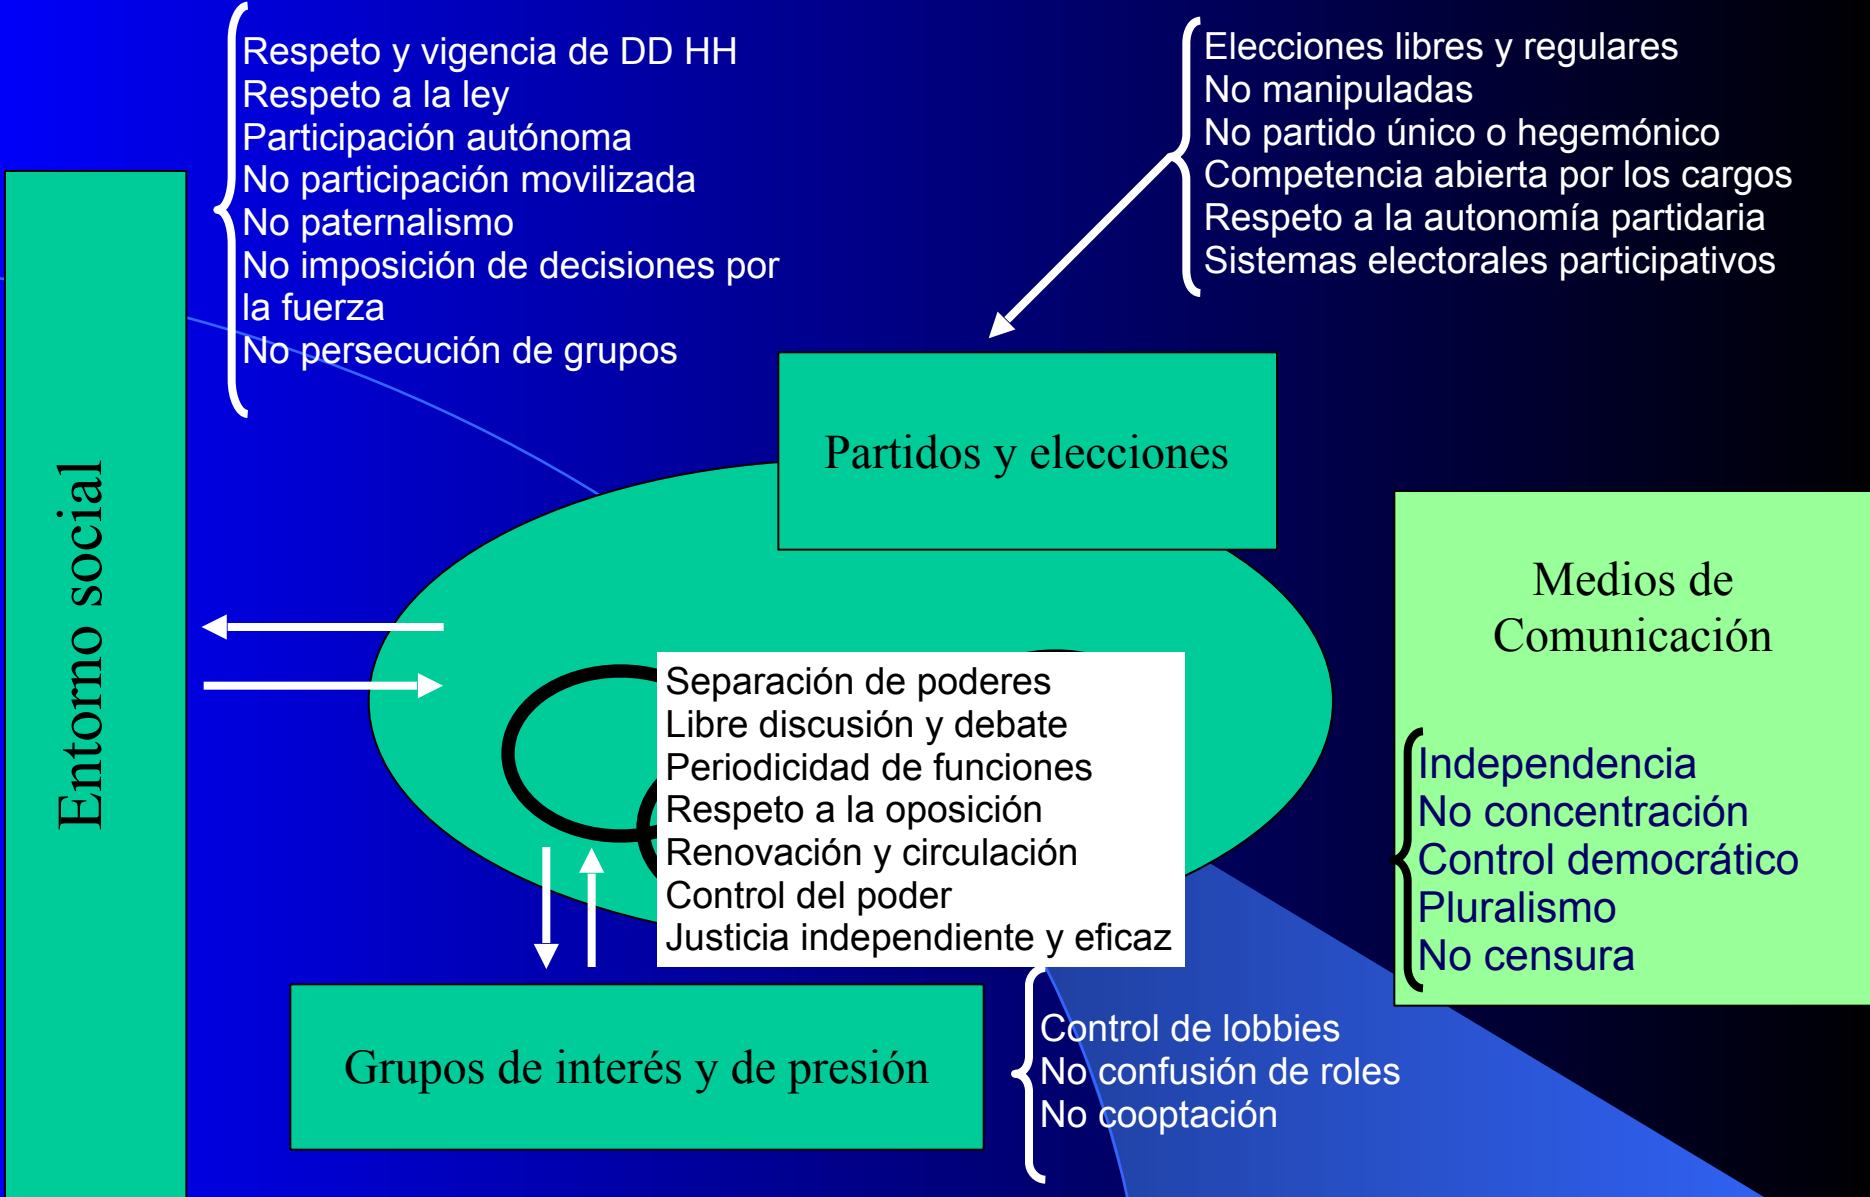 Respeto y vigencia de DD HH
Respeto a la ley
Participación autónoma
No participación movilizada
No paternalismo
No imposición de decisiones por
la fuerza
No persecución de grupos
Elecciones libres y regulares
No manipuladas
No partido único o hegemónico
Competencia abierta por los cargos
Respeto a la autonomía partidaria
Sistemas electorales participativos
Entorno social
Partidos y elecciones
Medios de
Comunicación
Independencia
No concentración
Control democrático
Pluralismo
No censura
Separación de poderes
Libre discusión y debate
Periodicidad de funciones
Respeto a la oposición
Renovación y circulación
Control del poder
Justicia independiente y eficaz
Grupos de interés y de presión
Control de lobbies
No confusión de roles
No cooptación